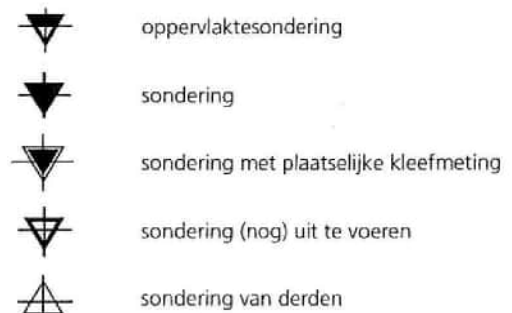 oppervlaktesondering
sondering
sondering met plaatselijke kleefmeting
sondering (nog) uit te voeren
sondering van derden